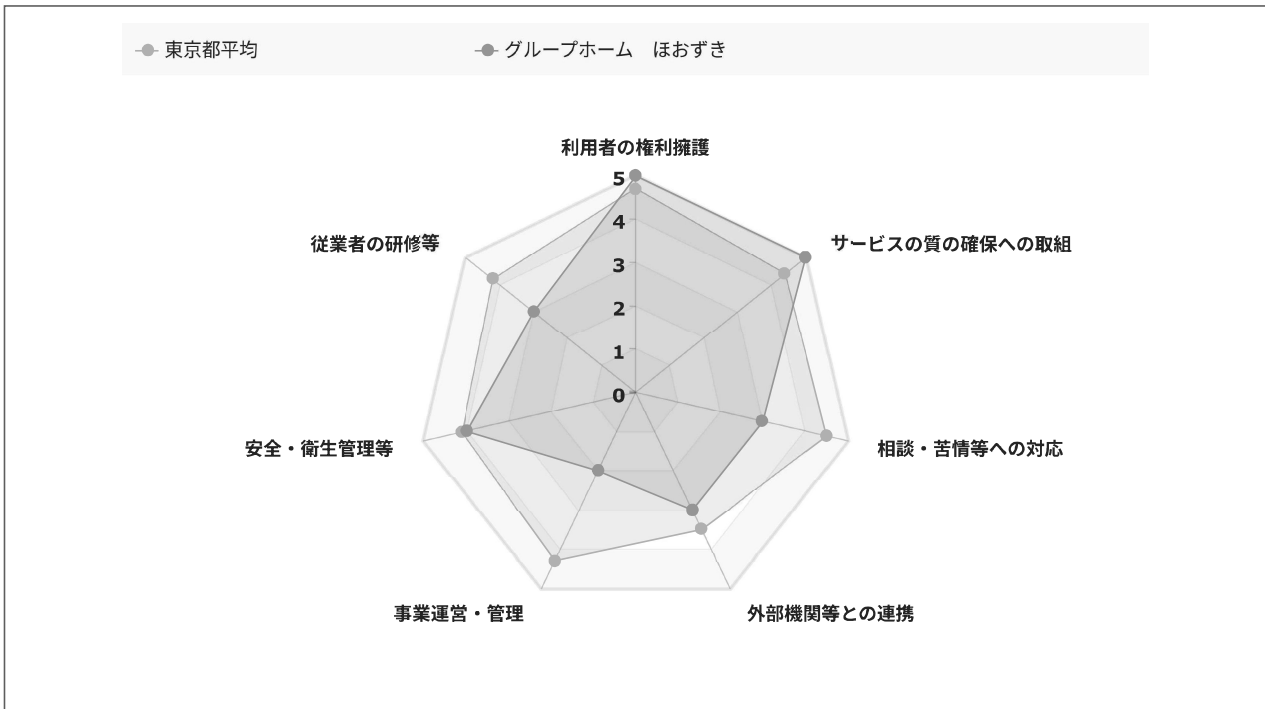 東京都平均
グループホーム　ほおずき
利用者の権利擁護
5
従業者の研修等
サービスの質の確保への取組
4
3
2
1
0
安全・衛生管理等
相談・苦情等への対応
事業運営・管理
外部機関等との連携